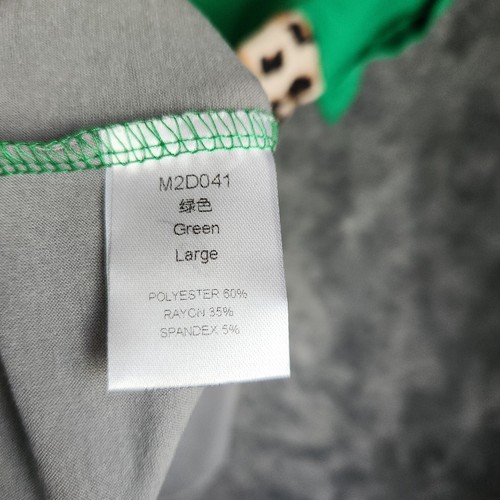 M2D041
绿色
Green
Large
POLYESTER 60%
RAYON 35%
SPANDEX 5%